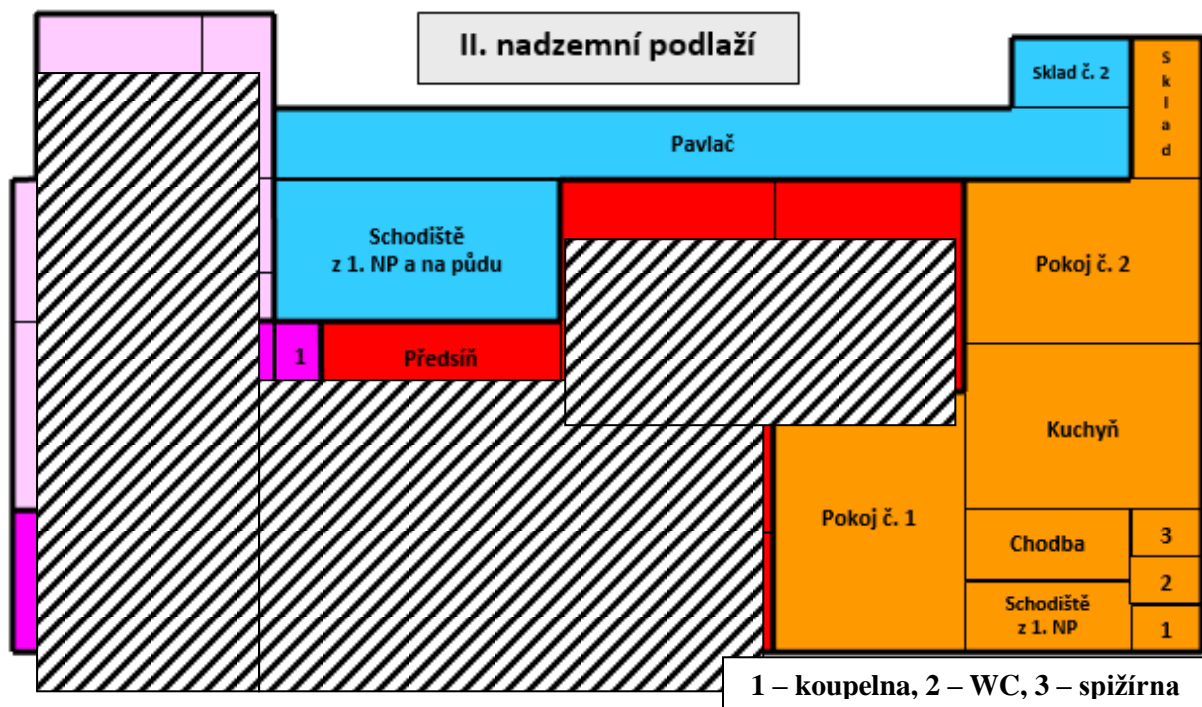 II. nadzemní podlaží
Sklad č. 2
S
k
l
a
d
Pavlač
Schodiště
z 1. NP a na půdu
Pokoj č. 2
1
Předsíň
Kuchyň
Pokoj č. 1
Chodba
3
2
Schodiště
z 1. NP
1
1 – koupelna, 2 – WC, 3 – spižírna